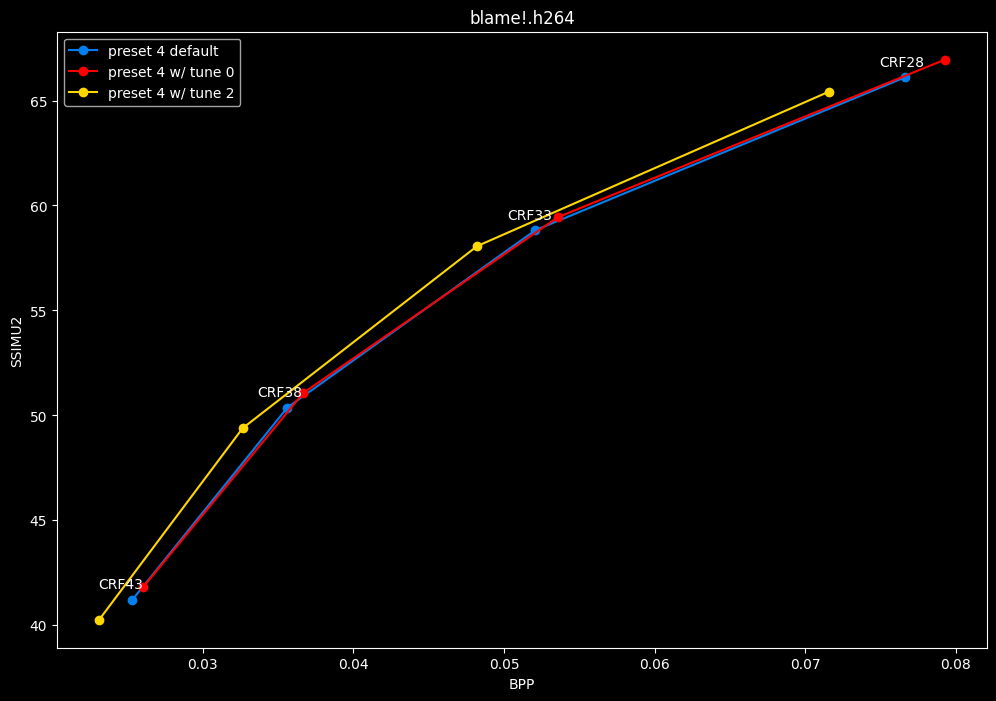 blame!.h264
preset 4 default
preset 4 w/ tune 0
preset 4 w/ tune 2
CRF28
CRF33
CRF38
CRF43
SSIMU2
65
60
55
50
45
40
0.03 0.04 0.05 0.06 0.07 0.08
BPP